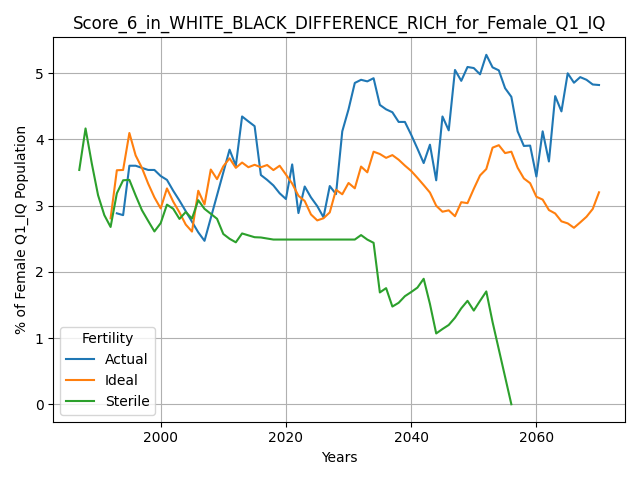 Score_6_in_WHITE_BLACK_DIFFERENCE_RICH_for_Female_Q1_IQ
% of Female Q1_IQ Population
5
4
3
2
1
0
Fertility
Actual
Ideal
Sterile
2000
2020
2040
2060
Years